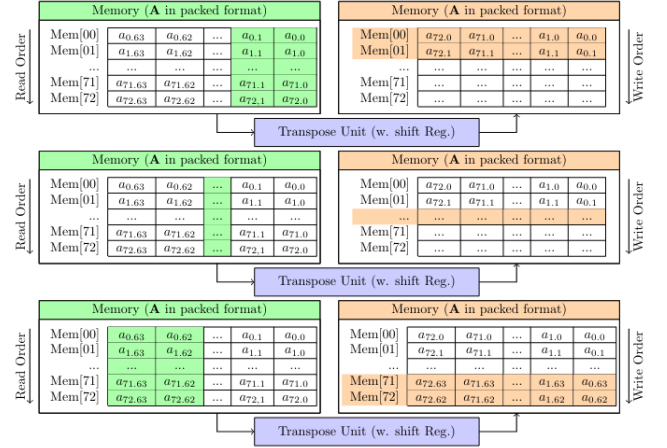 Memory (A in packed format)
Read Order
Mem[00] a0.63 a0.62 ... a0.1 a0.0
Mem[01] a1.63 a1.62 ... a1.1 a1.0
... ... ... ... ... ...
Mem[71] a71.63 a71.62 ... a71.1 a71.0
Mem[72] a72.63 a72.62 ... a72,1 a72.0
Memory (A in packed format)
Mem[00] a72.0 a71.0 ... a1.0 a0.0
Mem[01] a72.1 a71.1 ... a1.1 a0.1
... ... ... ... ... ...
Mem[71] ... ... ... ... ...
Mem[72] ... ... ... ... ...
Write Order
Transpose Unit (w. shift Reg.)
Memory (A in packed format)
Read Order
Mem[00] a0.63 a0.62 ... a0.1 a0.0
Mem[01] a1.63 a1.62 ... a1.1 a1.0
... ... ... ... ... ...
Mem[71] a71.63 a71.62 ... a71.1 a71.0
Mem[72] a72.63 a72.62 ... a72,1 a72.0
Memory (A in packed format)
Mem[00] a72.0 a71.0 ... a1.0 a0.0
Mem[01] a72.1 a71.1 ... a1.1 a0.1
... ... ... ... ... ...
Mem[71] ... ... ... ... ...
Mem[72] ... ... ... ... ...
Write Order
Transpose Unit (w. shift Reg.)
Memory (A in packed format)
Read Order
Mem[00] a0.63 a0.62 ... a0.1 a0.0
Mem[01] a1.63 a1.62 ... a1.1 a1.0
... ... ... ... ... ...
Mem[71] a71.63 a71.62 ... a71.1 a71.0
Mem[72] a72.63 a72.62 ... a72,1 a72.0
Memory (A in packed format)
Mem[00] a72.0 a71.0 ... a1.0 a0.0
Mem[01] a72.1 a71.1 ... a1.1 a0.1
... ... ... ... ... ...
Mem[71] a72.63 a71.63 ... a1.63 a0.63
Mem[72] a72.62 a71.62 ... a1.62 a0.62
Write Order
Transpose Unit (w. shift Reg.)